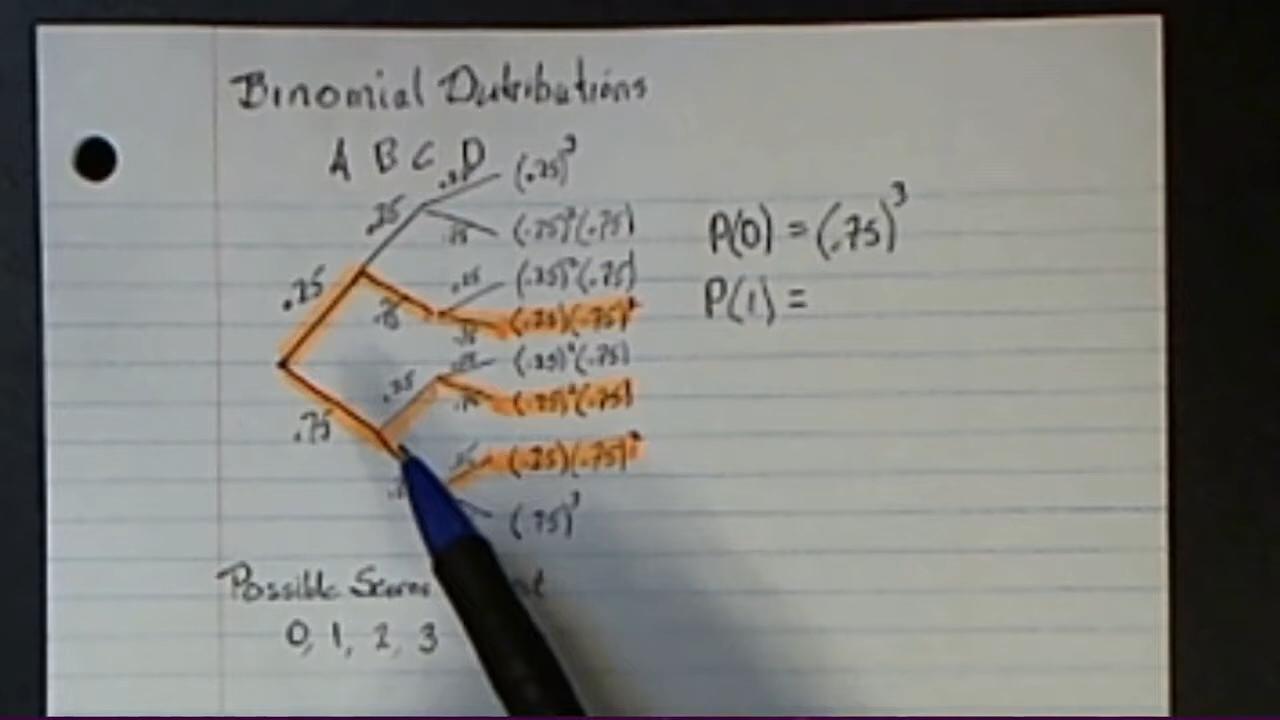 Binomial Distributions
A B C D
.25 (.25)³
.25 .75 (.25)²(.75)
.25 .25 (.25)²(.75)
.75 .75 (.25)(.75)²
.25 (.25)²(.75)
.25 .75 (.25)²(.75)
.75 .25 (.25)(.75)²
(.75)³
P(0) = (.75)³
P(1) =
Possible Scores
0, 1, 2, 3